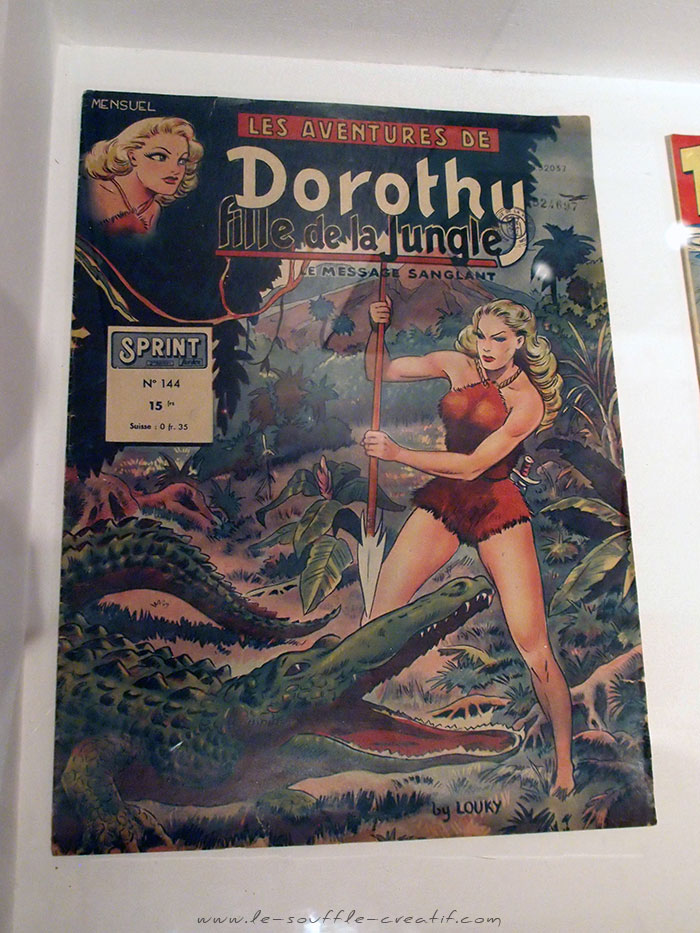 MENSUEL
LES AVENTURES DE
Dorothy
fille de la Jungle
LE MESSAGE SANGLANT
SPRINT
N° 144
15 frs
Suisse : 0 fr. 35
by LOUKY
www.le-souffle-creatif.com